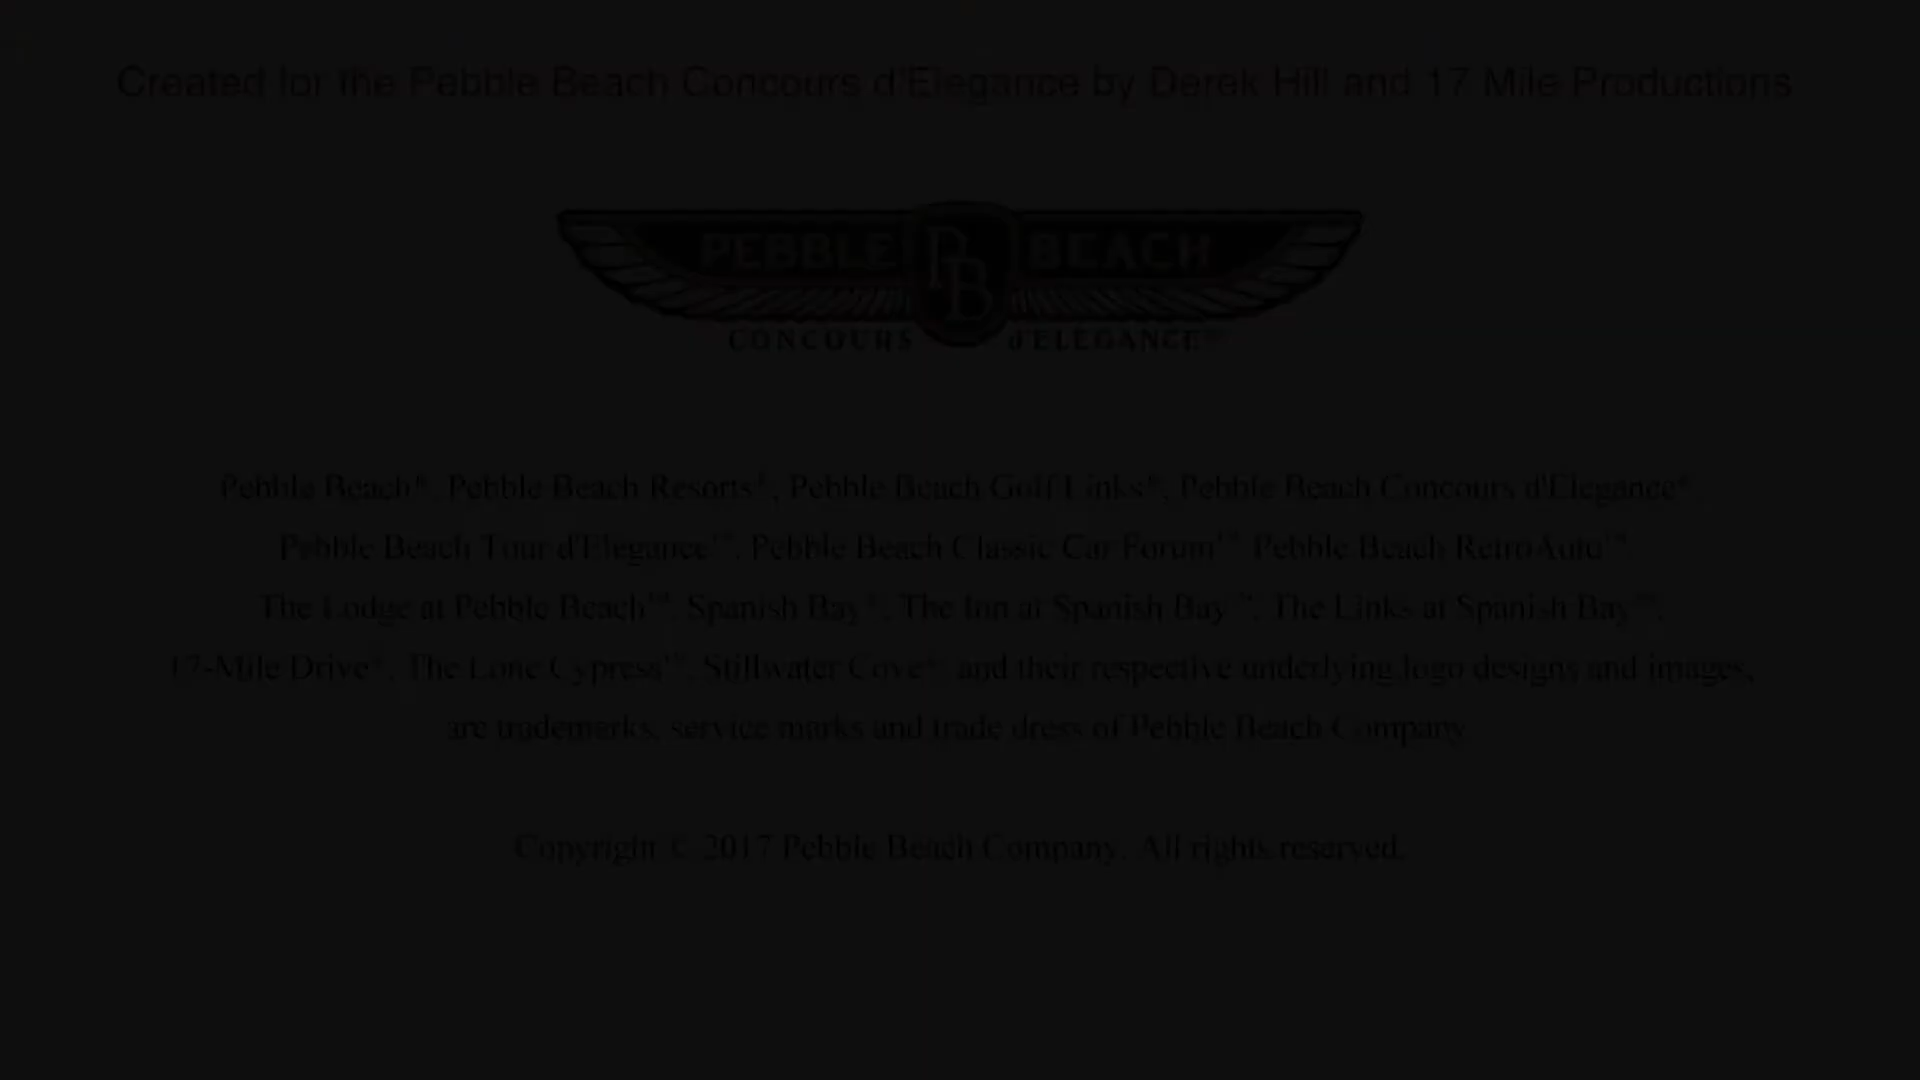 Created for the Pebble Beach Concours d'Elegance by Derek Hill and 17 Mile Productions
PEBBLE PB BEACH
CONCOURS d'ELEGANCE™
Pebble Beach®, Pebble Beach Resorts®, Pebble Beach Golf Links®, Pebble Beach Concours d'Elegance®,
Pebble Beach Tour d'Elegance™, Pebble Beach Classic Car Forum™, Pebble Beach RetroAuto™,
The Lodge at Pebble Beach™, Spanish Bay®, The Inn at Spanish Bay™, The Links at Spanish Bay™,
17-Mile Drive®, The Lone Cypress™, Stillwater Cove®, and their respective underlying logo designs and images,
are trademarks, service marks and trade dress of Pebble Beach Company.
Copyright © 2017 Pebble Beach Company. All rights reserved.